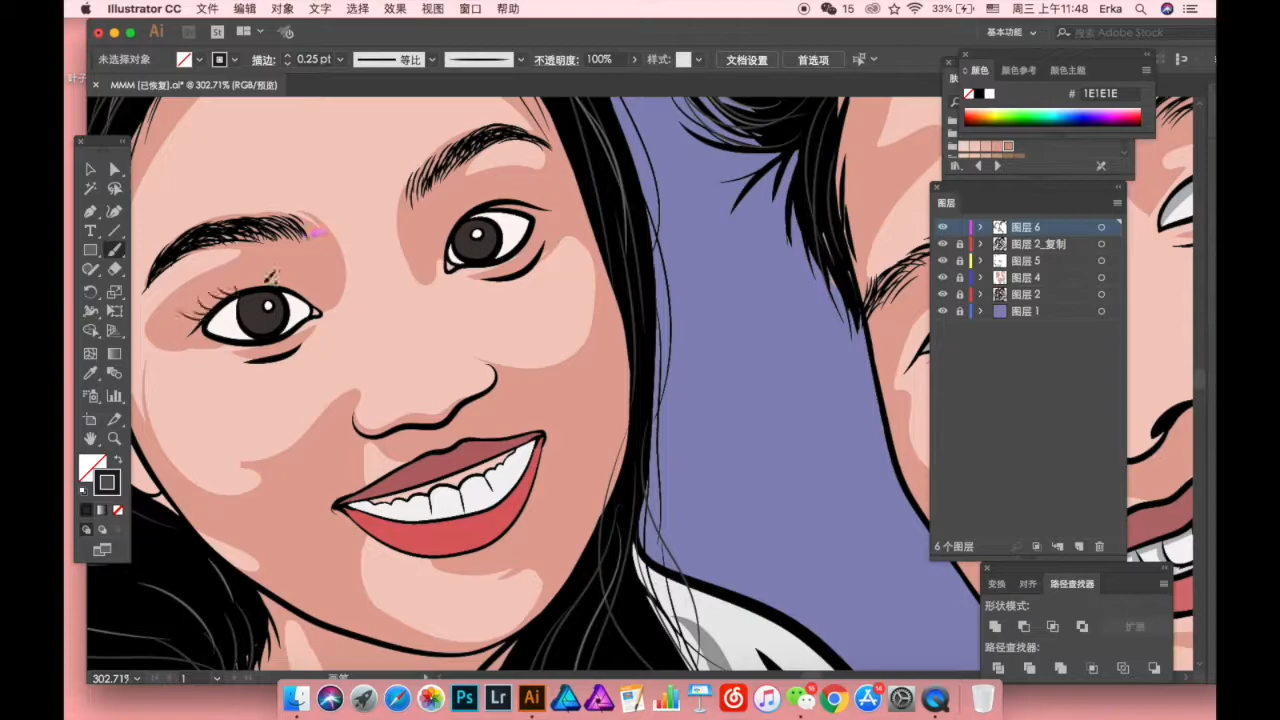 Illustrator CC 文件 编辑 对象 文字 选择 效果 视图 窗口 帮助 15 33% 周三 上午11:48 Erka
Ai Br St 基本功能 搜索 Adobe Stock
未选择对象 描边: 0.25 pt 等比 不透明度: 100% 样式: 文档设置 首选项
颜色 颜色参考 颜色主题
MMM [已恢复].ai* @ 302.71% (RGB/预览)
# 1E1E1E
图层
图层 6
图层 2_复制
图层 5
图层 4
图层 2
图层 1
6 个图层
变换 对齐 路径查找器
形状模式:
扩展
路径查找器:
302.71% 1
Ps Lr Ai